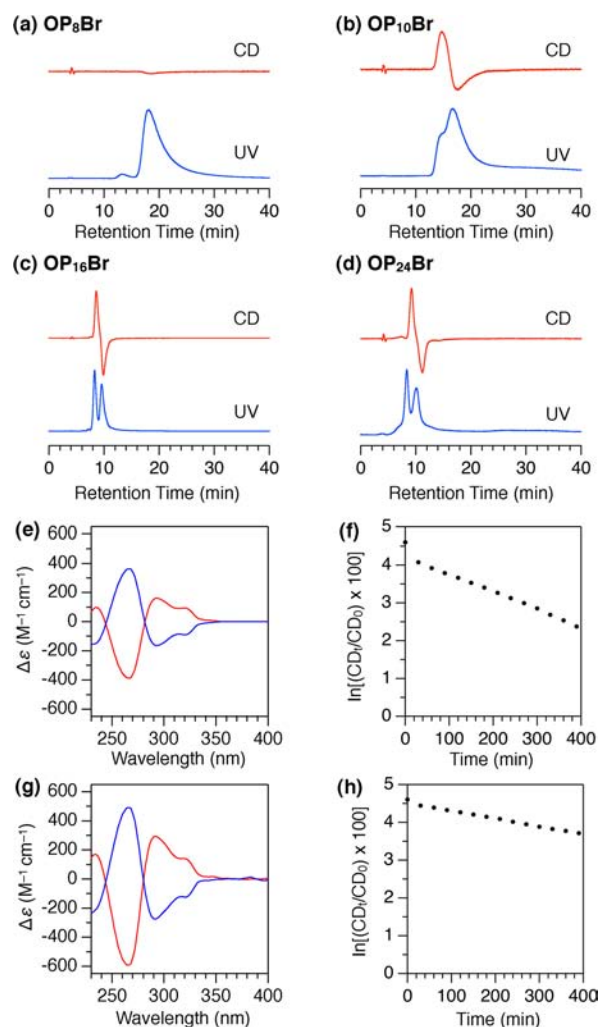 (a) OP₈Br
CD
UV
0 10 20 30 40
Retention Time (min)
(b) OP₁₀Br
CD
UV
0 10 20 30 40
Retention Time (min)
(c) OP₁₆Br
CD
UV
0 10 20 30 40
Retention Time (min)
(d) OP₂₄Br
CD
UV
0 10 20 30 40
Retention Time (min)
(e)
600
400
200
0
-200
-400
-600
Δε (M⁻¹ cm⁻¹)
250 300 350 400
Wavelength (nm)
(f)
5
4
3
2
1
0
ln[(CDₜ/CD₀) x 100]
0 100 200 300 400
Time (min)
(g)
600
400
200
0
-200
-400
-600
Δε (M⁻¹ cm⁻¹)
250 300 350 400
Wavelength (nm)
(h)
5
4
3
2
1
0
ln[(CDₜ/CD₀) x 100]
0 100 200 300 400
Time (min)